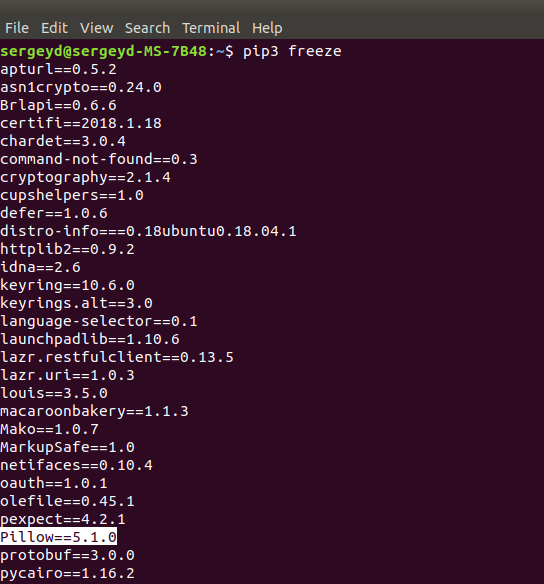 File Edit View Search Terminal Help
sergeyd@sergeyd-MS-7B48:~$ pip3 freeze
apturl==0.5.2
asn1crypto==0.24.0
Brlapi==0.6.6
certifi==2018.1.18
chardet==3.0.4
command-not-found==0.3
cryptography==2.1.4
cupshelpers==1.0
defer==1.0.6
distro-info===0.18ubuntu0.18.04.1
httplib2==0.9.2
idna==2.6
keyring==10.6.0
keyrings.alt==3.0
language-selector==0.1
launchpadlib==1.10.6
lazr.restfulclient==0.13.5
lazr.uri==1.0.3
louis==3.5.0
macaroonbakery==1.1.3
Mako==1.0.7
MarkupSafe==1.0
netifaces==0.10.4
oauth==1.0.1
olefile==0.45.1
pexpect==4.2.1
Pillow==5.1.0
protobuf==3.0.0
pycairo==1.16.2